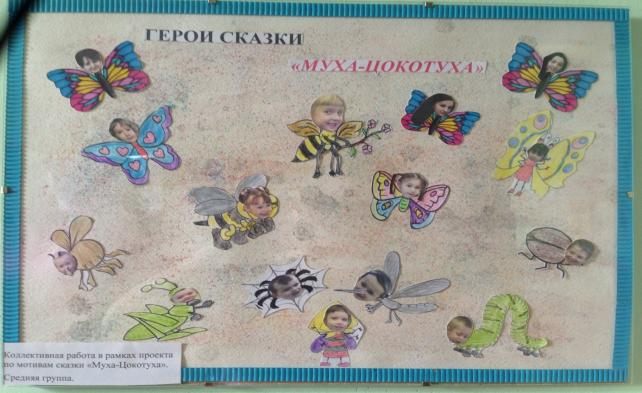 ГЕРОИ СКАЗКИ
«МУХА-ЦОКОТУХА»
Коллективная работа в рамках проекта
по мотивам сказки «Муха-Цокотуха».
Средняя группа.